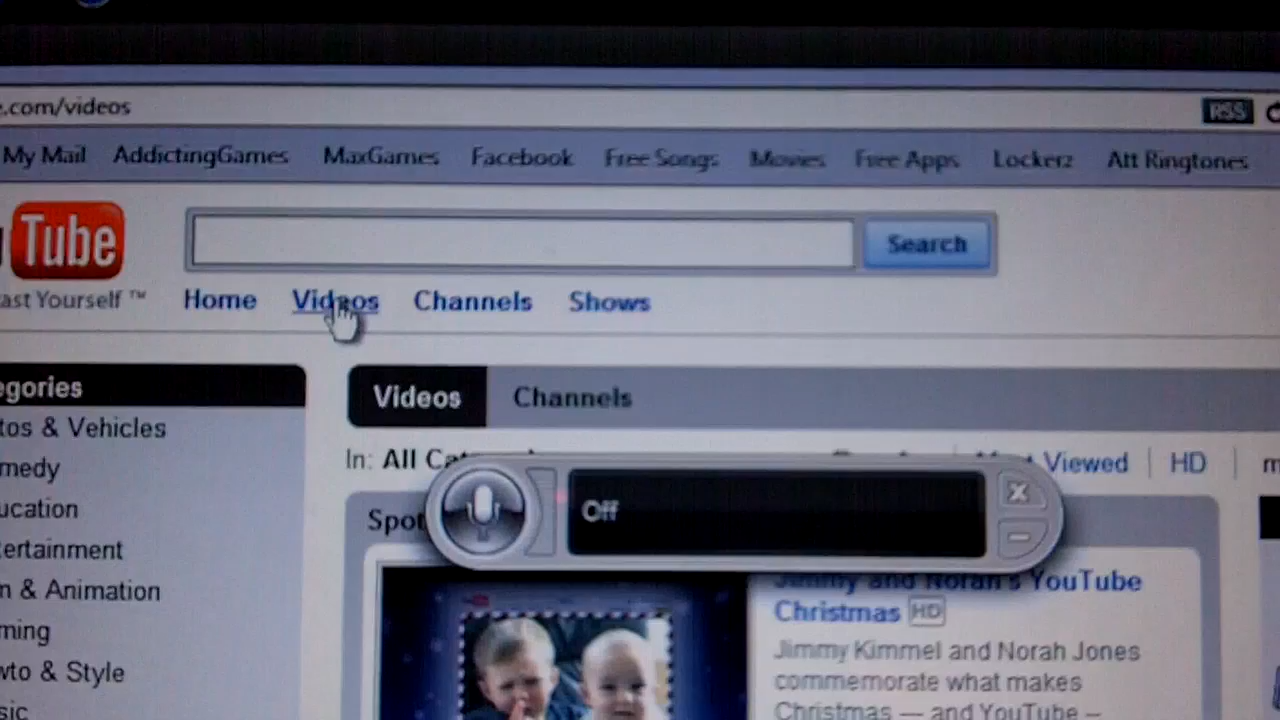 .com/videos
RSS
My Mail AddictingGames MaxGames Facebook Free Songs Movies Free Apps Lockerz Att Ringtones
Tube
Search
ast Yourself ™
Home Videos Channels Shows
egories
Videos Channels
tos & Vehicles
In: All Viewed HD
medy
ucation
Off
Spot
ertainment
Jimmy and Norah's YouTube
n & Animation
Christmas HD
ming
Jimmy Kimmel and Norah Jones
wto & Style
commemorate what makes
sic
Christmas — and YouTube –